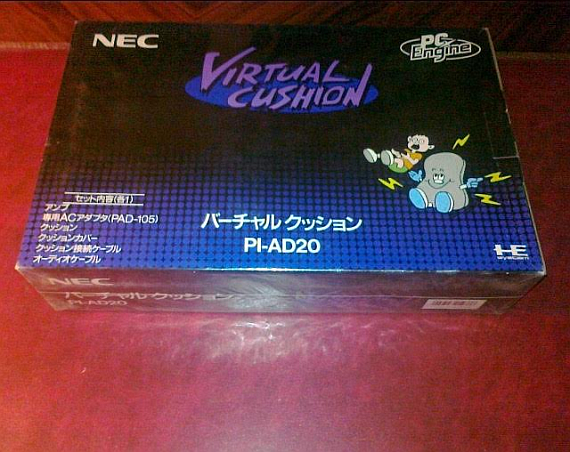 NEC
PC Engine
VIRTUAL
CUSHION
セット内容(各1)
アンプ
専用ACアダプタ(PAD-105)
クッション
クッションカバー
クッション接続ケーブル
オーディオケーブル
バーチャル クッション
PI-AD20
HE
SYSTEM
NEC
バーチャル クッション
PI-AD20